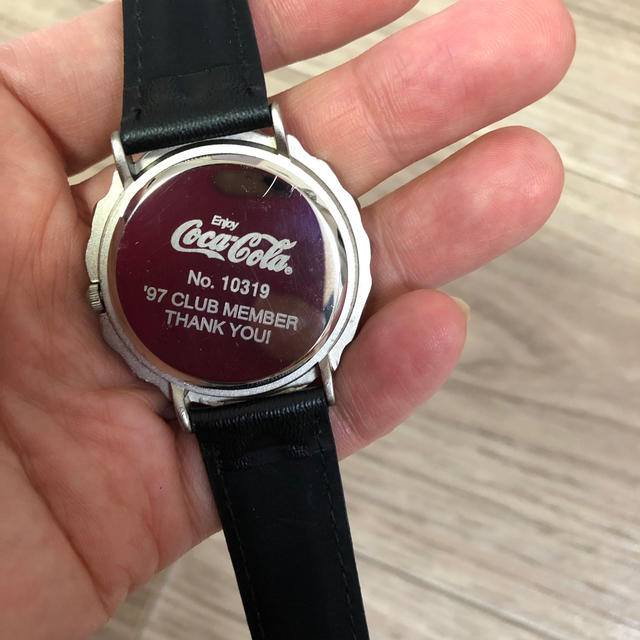 Enjoy
Coca-Cola®
No. 10319
'97 CLUB MEMBER
THANK YOU!